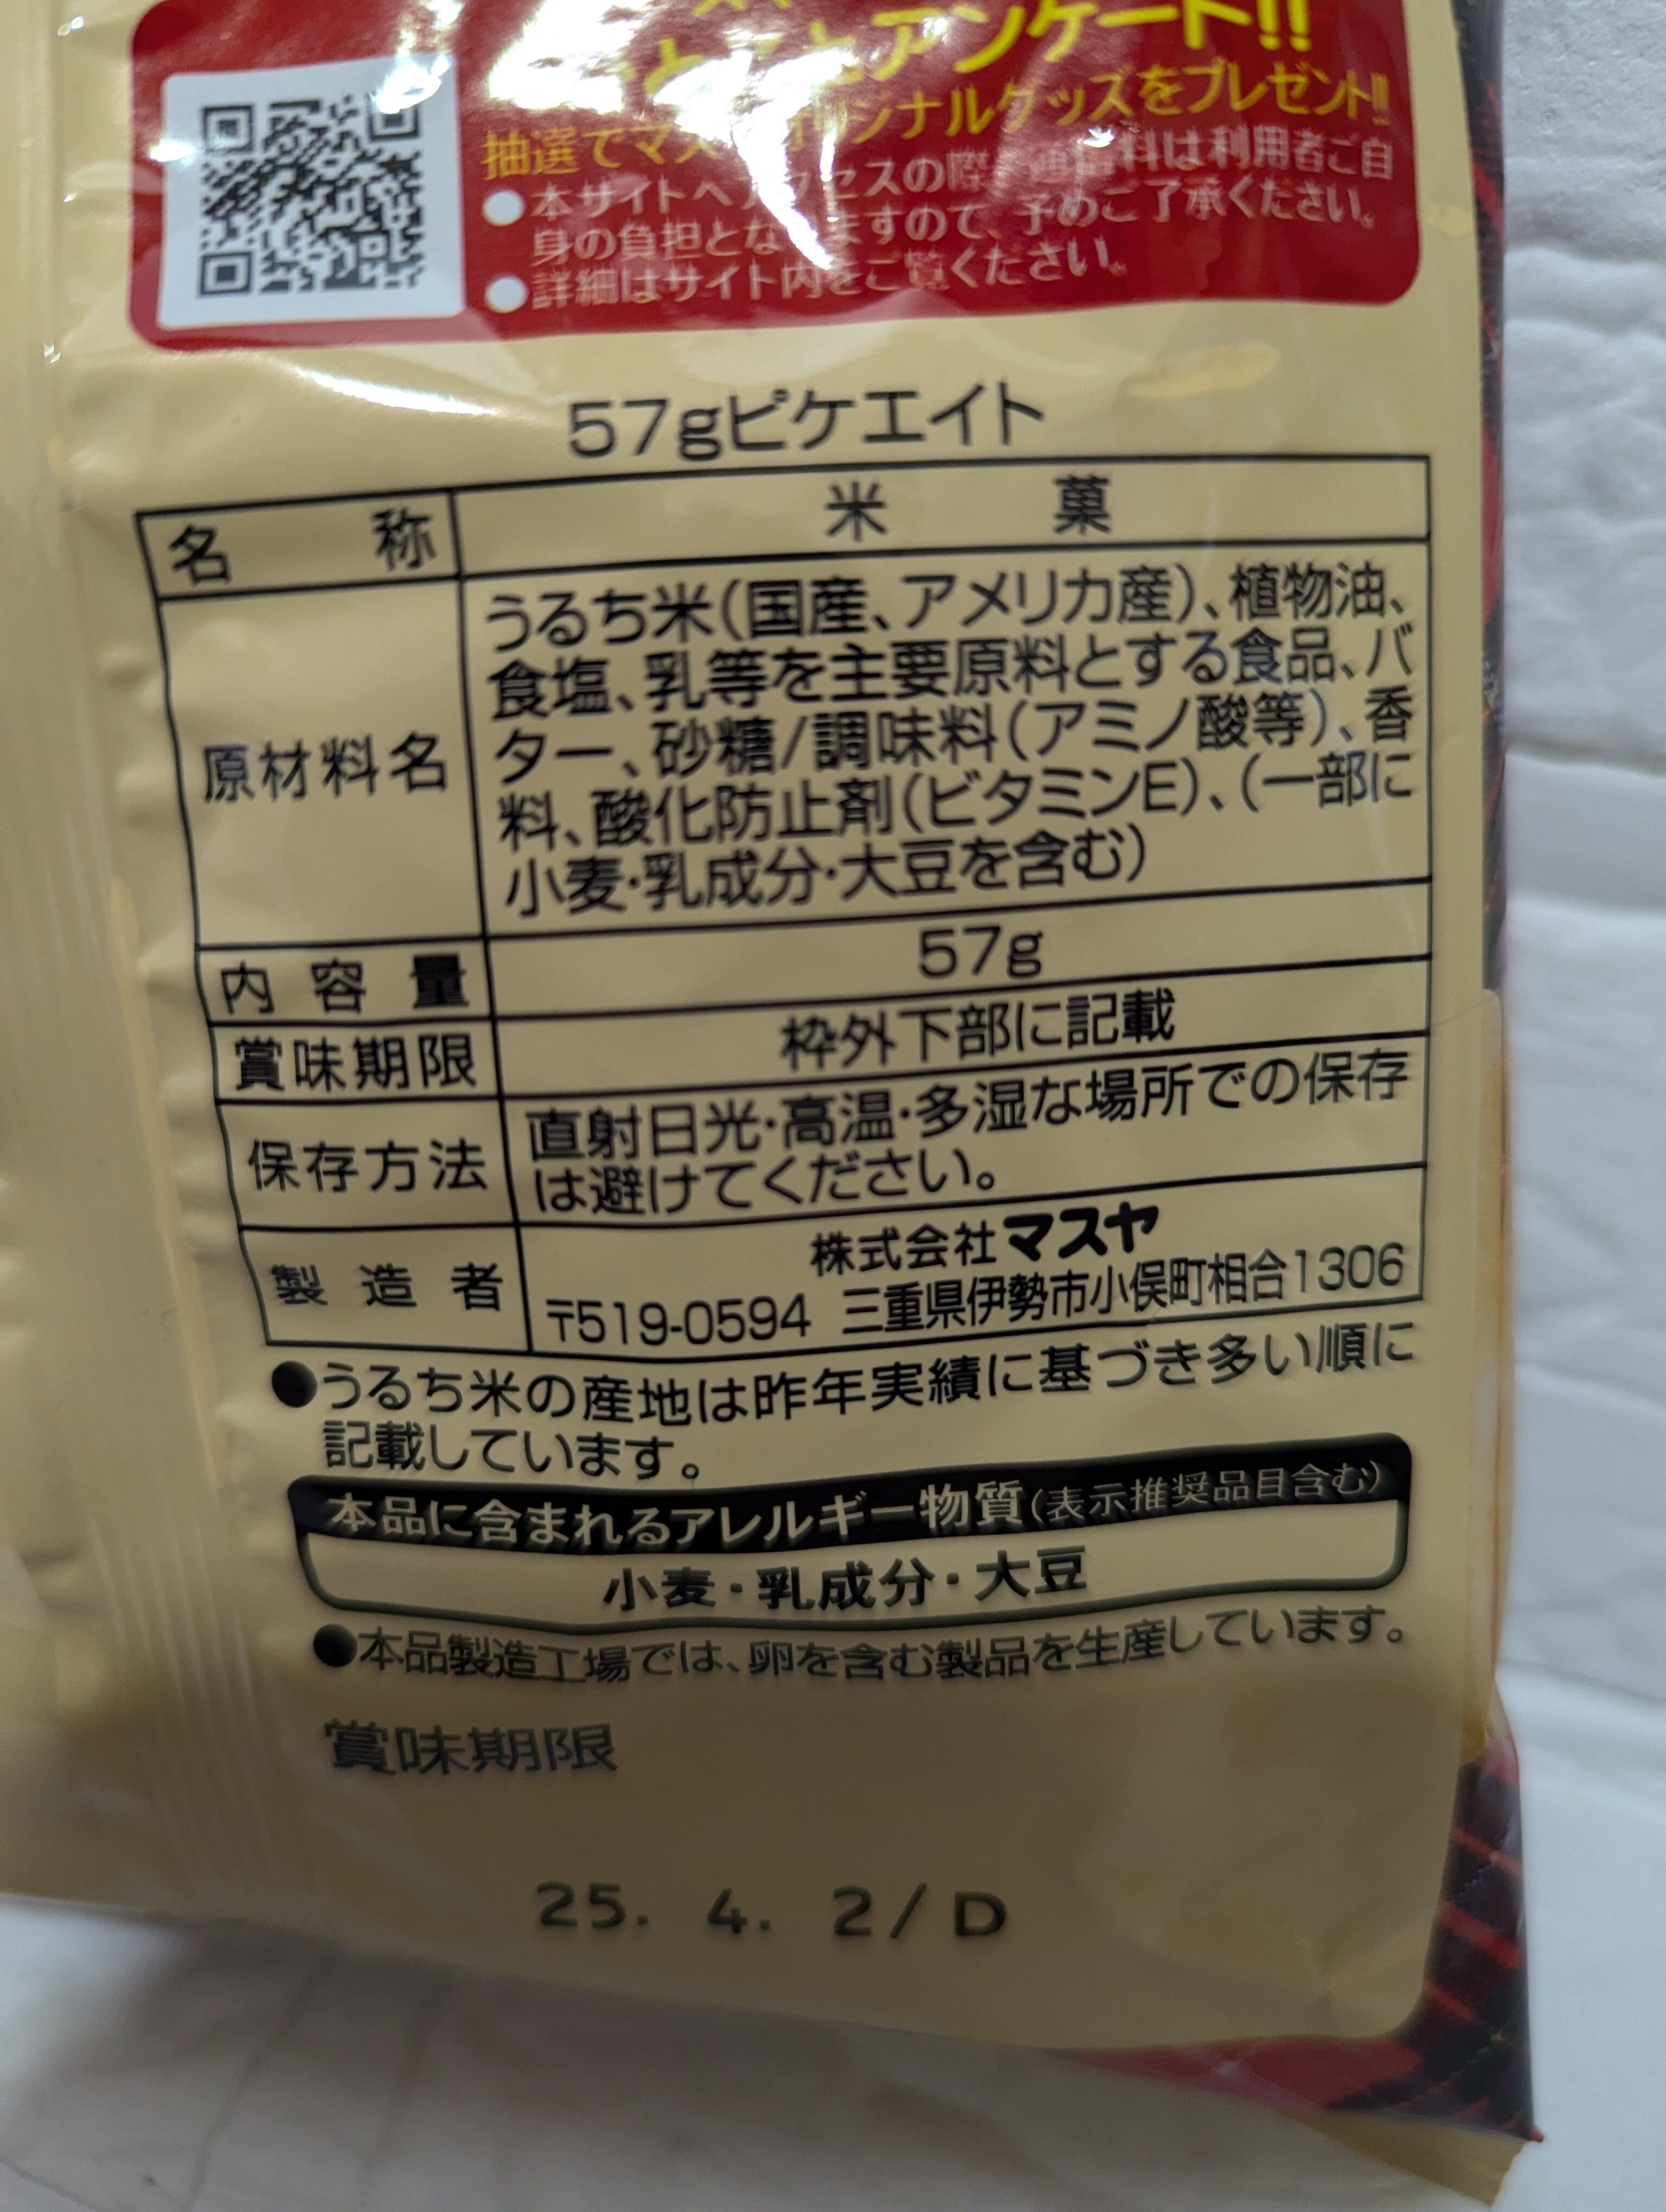 とアンケート!!
抽選でマス オリジナルグッズをプレゼント!!
●本サイトへアクセスの際、通信料は利用者ご自
身の負担となりますので、予めご了承ください。
●詳細はサイト内をご覧ください。
57gピケエイト
名称 米菓
原材料名 うるち米(国産、アメリカ産)、植物油、
食塩、乳等を主要原料とする食品、バ
ター、砂糖/調味料(アミノ酸等)、香
料、酸化防止剤(ビタミンE)、(一部に
小麦・乳成分・大豆を含む)
内容量 57g
賞味期限 枠外下部に記載
保存方法 直射日光・高温・多湿な場所での保存
は避けてください。
製造者 株式会社マスヤ
〒519-0594 三重県伊勢市小俣町相合1306
●うるち米の産地は昨年実績に基づき多い順に
記載しています。
本品に含まれるアレルギー物質(表示推奨品目含む)
小麦・乳成分・大豆
●本品製造工場では、卵を含む製品を生産しています。
賞味期限
25. 4. 2/D